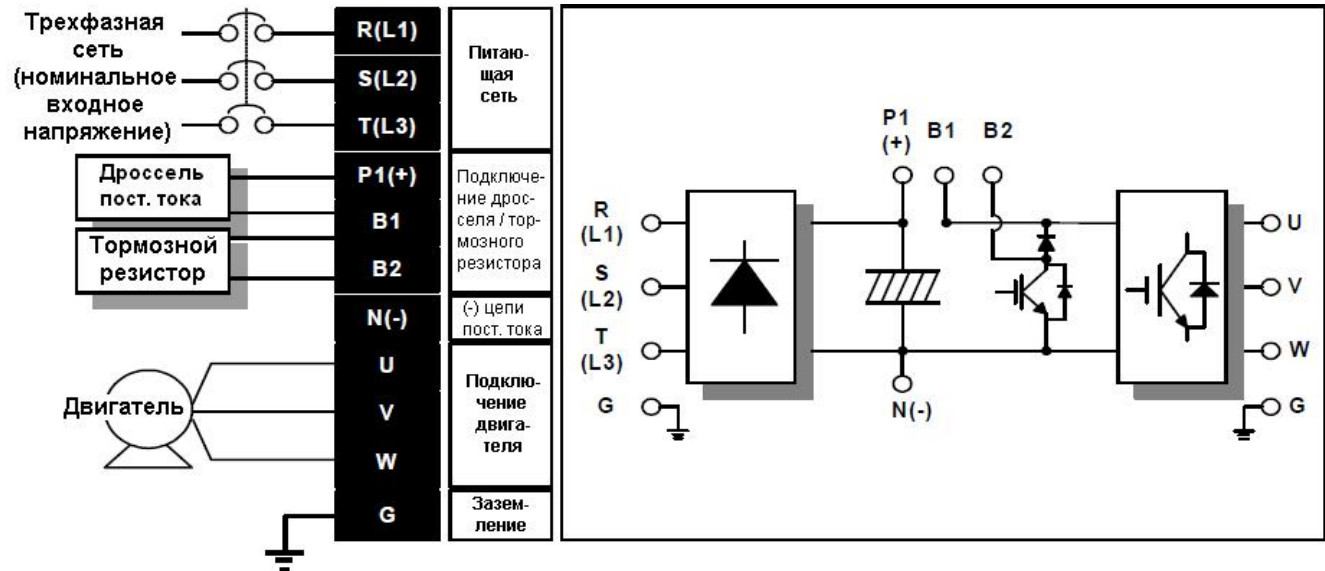 Трехфазная
сеть
(номинальное
входное
напряжение)
R(L1)
S(L2)
T(L3)
Питаю-
щая
сеть
Дроссель
пост. тока
Тормозной
резистор
P1(+)
B1
B2
Подключе-
ние дрос-
селя / тор-
мозного
резистора
N(-)
(-) цепи
пост. тока
Двигатель
U
V
W
Подклю-
чение
двига-
теля
G
Зазем-
ление
P1
(+)
B1
B2
R
(L1)
S
(L2)
T
(L3)
G
N(-)
U
V
W
G